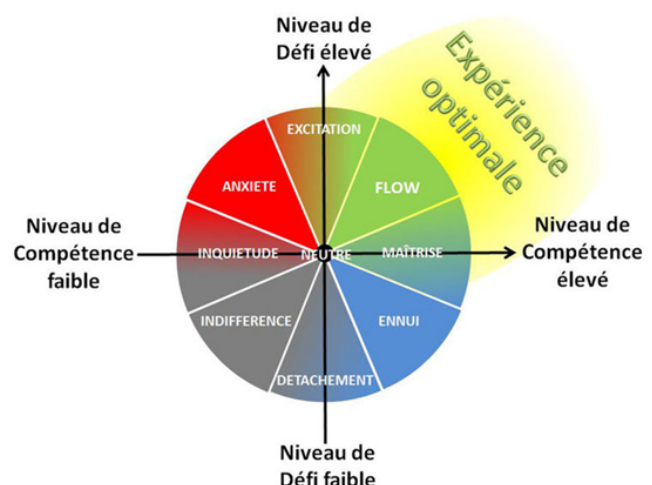 Niveau de
Défi élevé
Expérience
optimale
EXCITATION
ANXIETE
FLOW
Niveau de
Compétence
faible
INQUIETUDE
NEUTRE
MAÎTRISE
Niveau de
Compétence
élevé
INDIFFERENCE
ENNUI
DETACHEMENT
Niveau de
Défi faible